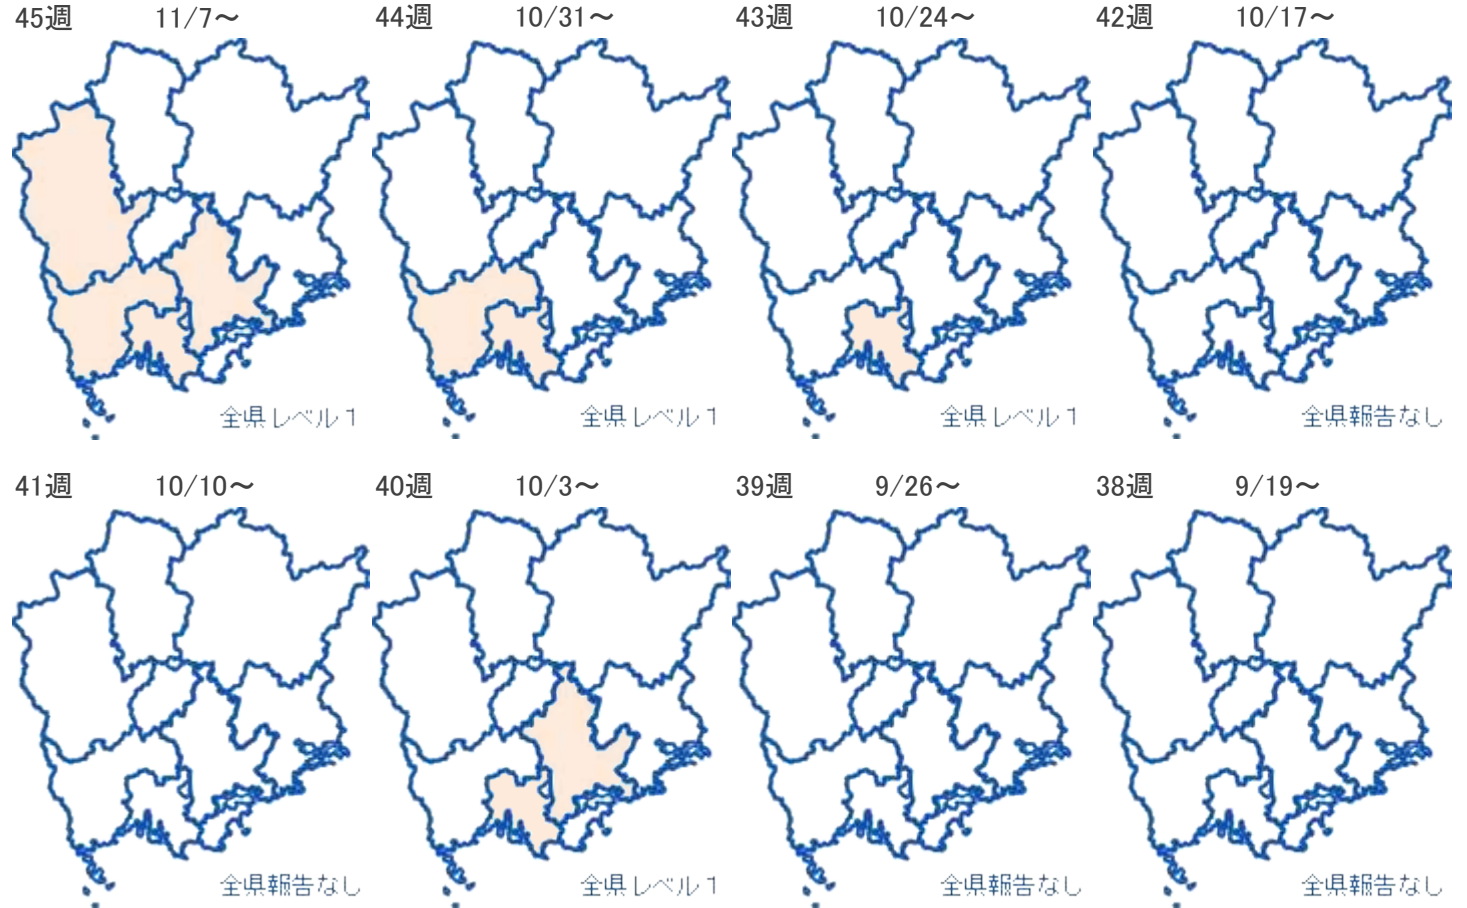 45週 11/7～ 44週 10/31～ 43週 10/24～ 42週 10/17～
全県レベル1 全県レベル1 全県レベル1 全県報告なし
41週 10/10～ 40週 10/3～ 39週 9/26～ 38週 9/19～
全県報告なし 全県レベル1 全県報告なし 全県報告なし